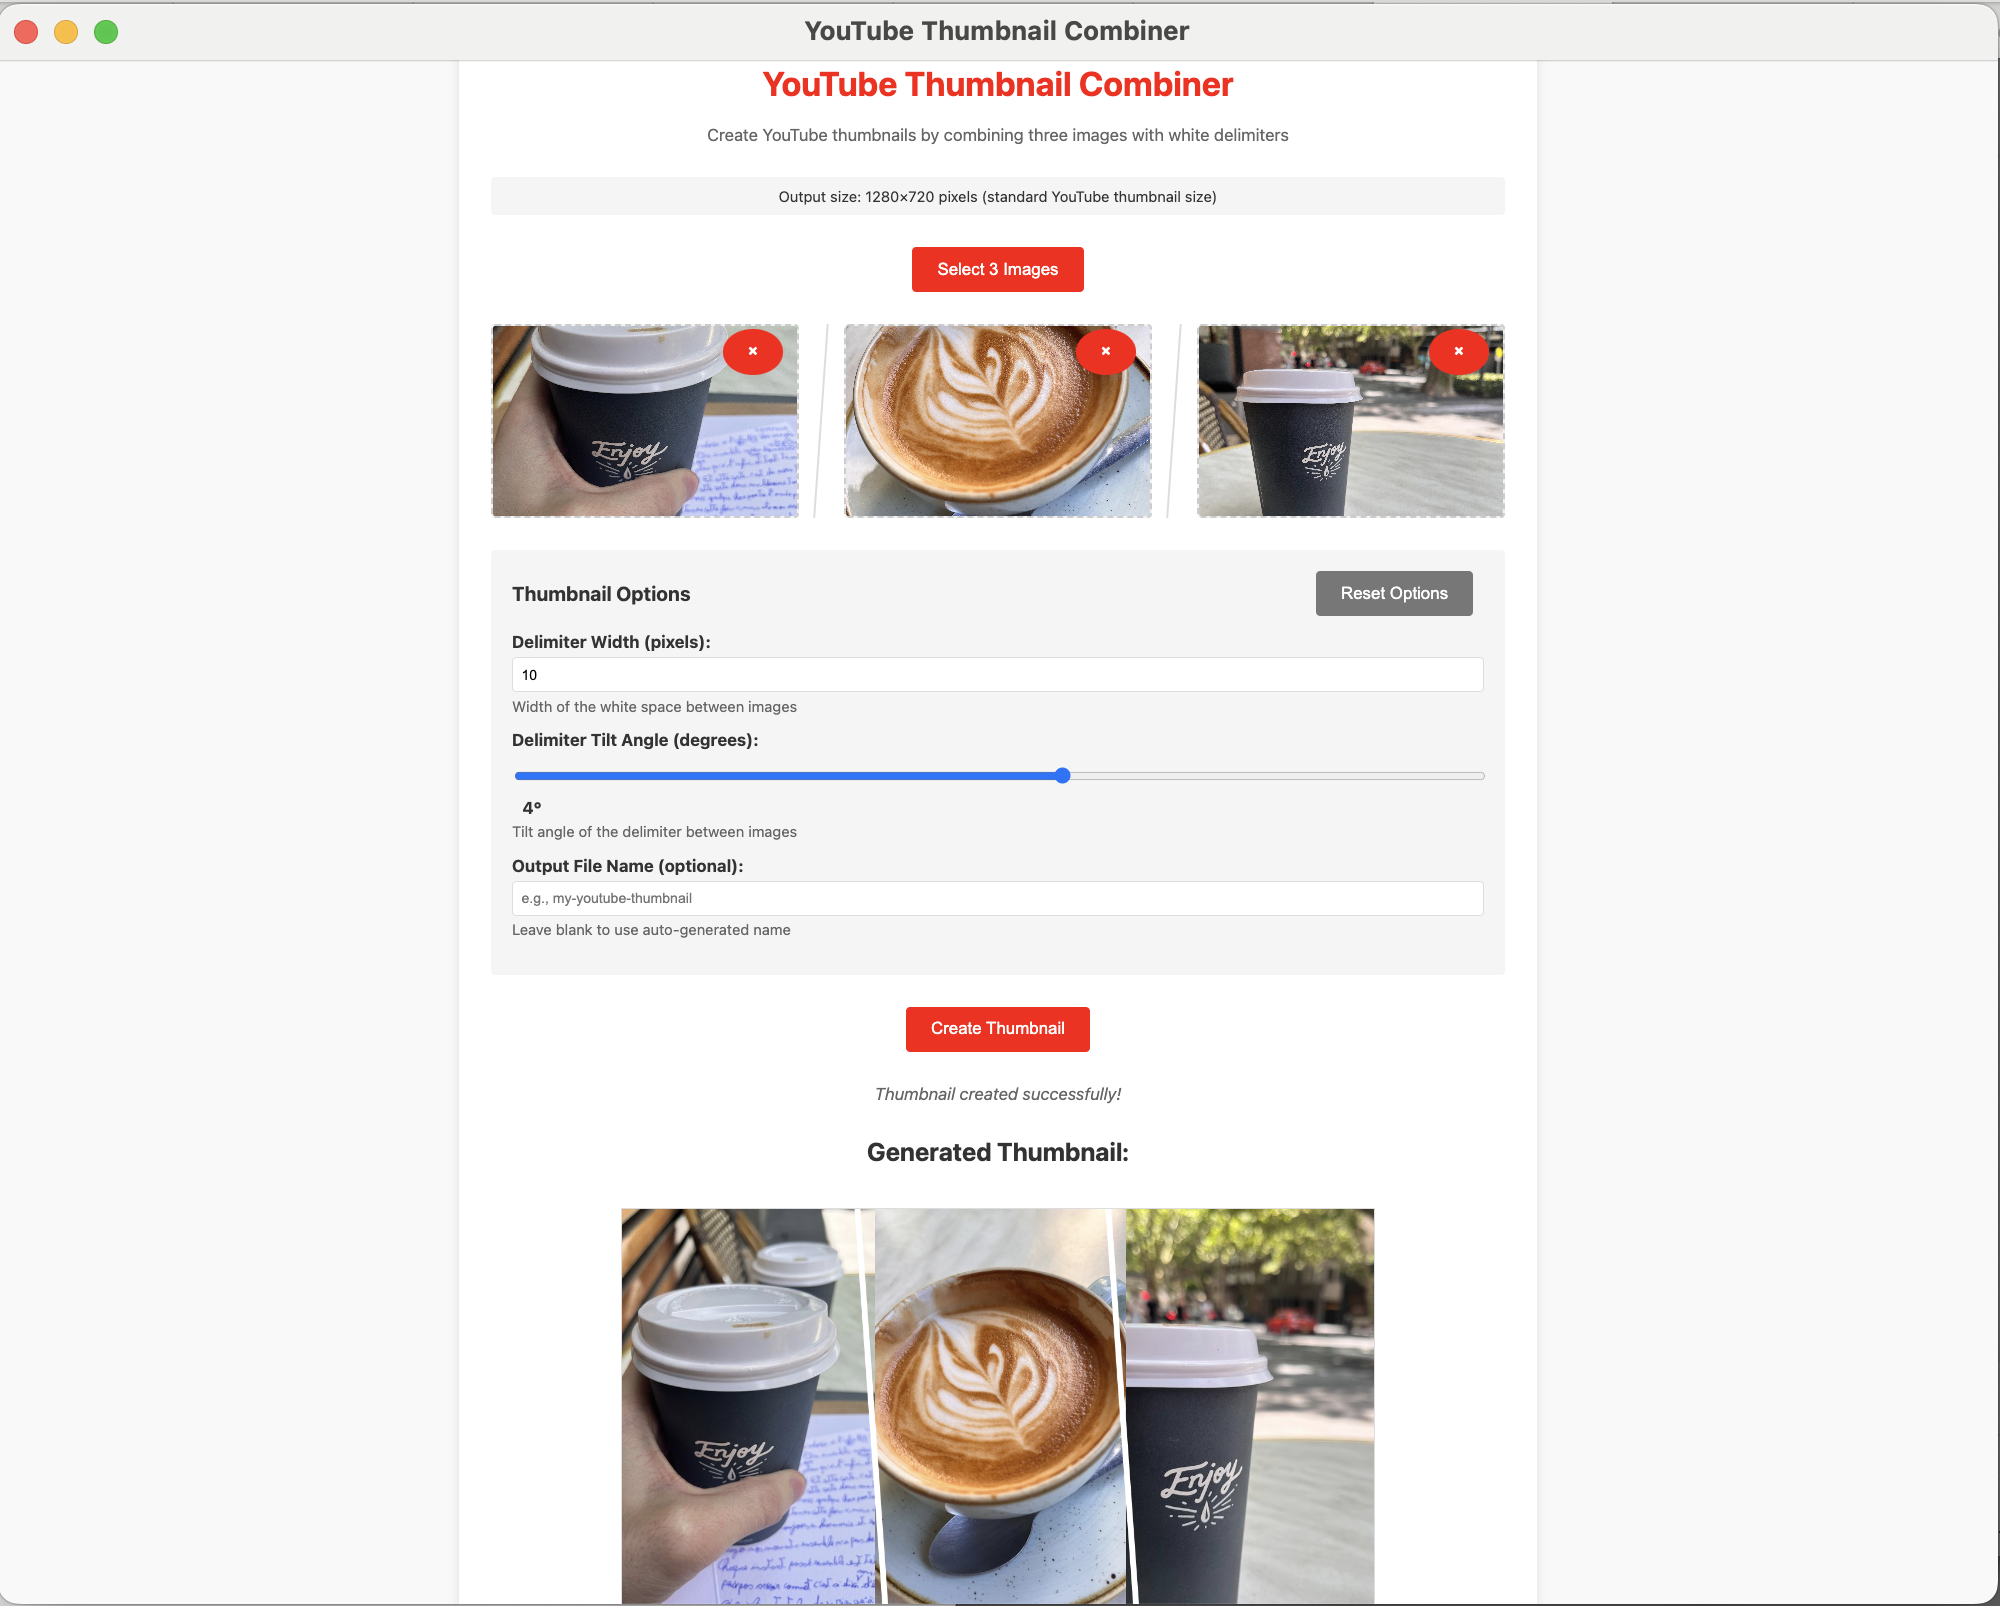 YouTube Thumbnail Combiner
YouTube Thumbnail Combiner
Create YouTube thumbnails by combining three images with white delimiters
Output size: 1280×720 pixels (standard YouTube thumbnail size)
Select 3 Images
Enjoy
Enjoy
Thumbnail Options
Reset Options
Delimiter Width (pixels):
10
Width of the white space between images
Delimiter Tilt Angle (degrees):
4°
Tilt angle of the delimiter between images
Output File Name (optional):
e.g., my-youtube-thumbnail
Leave blank to use auto-generated name
Create Thumbnail
Thumbnail created successfully!
Generated Thumbnail:
Enjoy
Enjoy